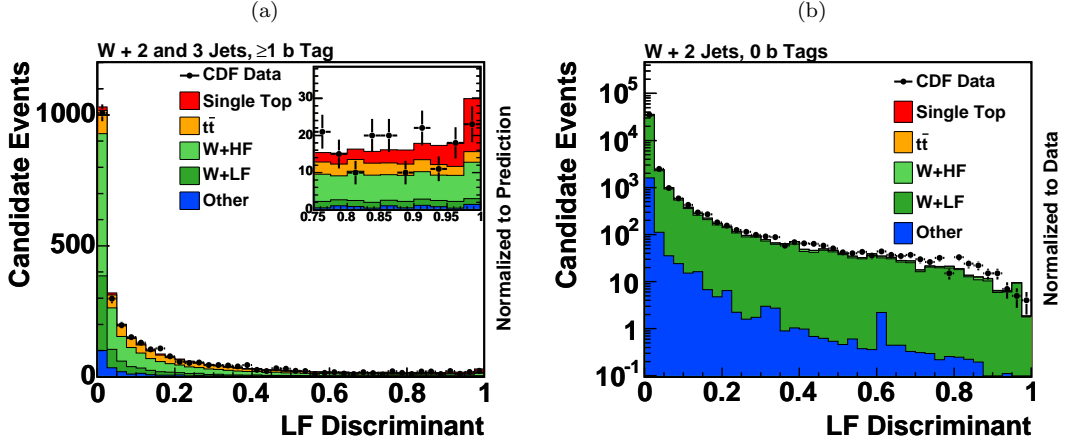 (a)
(b)
W + 2 and 3 Jets, ≥1 b Tag
Candidate Events
1000
500
0
0 0.2 0.4 0.6 0.8 1
LF Discriminant
Normalized to Prediction
CDF Data
Single Top
tt̄
W+HF
W+LF
Other
30
20
10
0
0.75 0.8 0.85 0.9 0.95 1
W + 2 Jets, 0 b Tags
Candidate Events
10⁵
10⁴
10³
10²
10
1
10⁻¹
0 0.2 0.4 0.6 0.8 1
LF Discriminant
Normalized to Data
CDF Data
Single Top
tt̄
W+HF
W+LF
Other